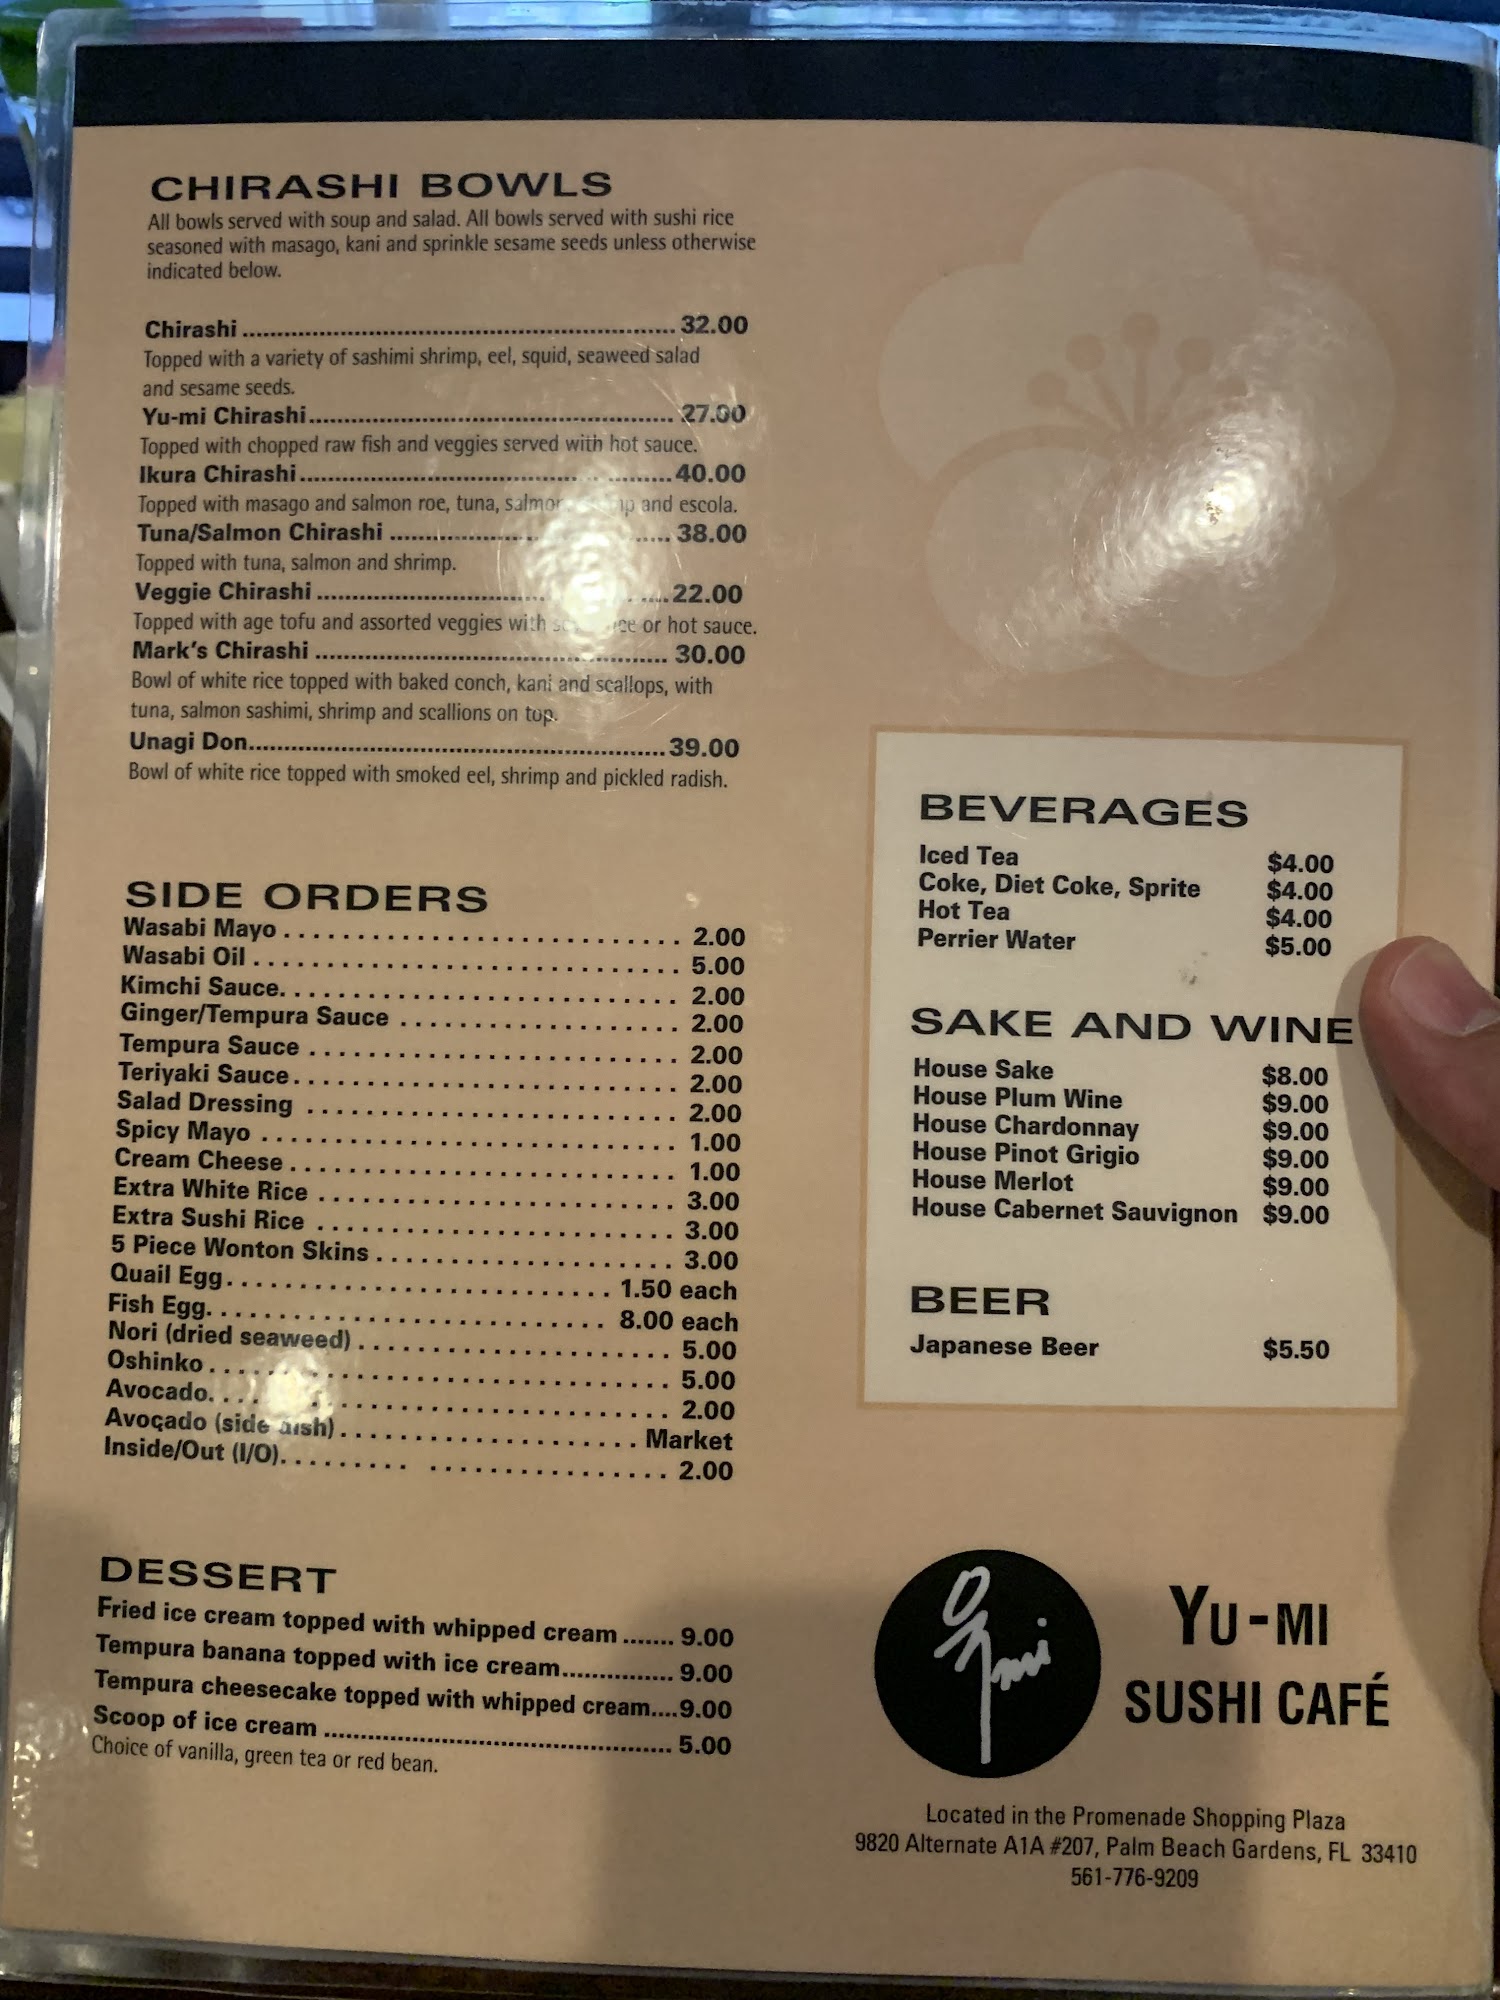 CHIRASHI BOWLS
All bowls served with soup and salad. All bowls served with sushi rice
seasoned with masago, kani and sprinkle sesame seeds unless otherwise
indicated below.
Chirashi 32.00
Topped with a variety of sashimi shrimp, eel, squid, seaweed salad
and sesame seeds.
Yu-mi Chirashi 27.00
Topped with chopped raw fish and veggies served with hot sauce.
Ikura Chirashi 40.00
Topped with masago and salmon roe, tuna, salmon, and escola.
Tuna/Salmon Chirashi 38.00
Topped with tuna, salmon and shrimp.
Veggie Chirashi 22.00
Topped with age tofu and assorted veggies with or hot sauce.
Mark's Chirashi 30.00
Bowl of white rice topped with baked conch, kani and scallops, with
tuna, salmon sashimi, shrimp and scallions on top.
Unagi Don 39.00
Bowl of white rice topped with smoked eel, shrimp and pickled radish.
SIDE ORDERS
Wasabi Mayo 2.00
Wasabi Oil 5.00
Kimchi Sauce. 2.00
Ginger/Tempura Sauce 2.00
Tempura Sauce 2.00
Teriyaki Sauce 2.00
Salad Dressing 2.00
Spicy Mayo 1.00
Cream Cheese 1.00
Extra White Rice 3.00
Extra Sushi Rice 3.00
5 Piece Wonton Skins 3.00
Quail Egg 1.50 each
Fish Egg. 8.00 each
Nori (dried seaweed) 5.00
Oshinko 5.00
Avocado. 2.00
Avoçado (side dish) Market
Inside/Out (I/O). 2.00
DESSERT
Fried ice cream topped with whipped cream 9.00
Tempura banana topped with ice cream 9.00
Tempura cheesecake topped with whipped cream 9.00
Scoop of ice cream 5.00
Choice of vanilla, green tea or red bean.
BEVERAGES
Iced Tea $4.00
Coke, Diet Coke, Sprite $4.00
Hot Tea $4.00
Perrier Water $5.00
SAKE AND WINE
House Sake $8.00
House Plum Wine $9.00
House Chardonnay $9.00
House Pinot Grigio $9.00
House Merlot $9.00
House Cabernet Sauvignon $9.00
BEER
Japanese Beer $5.50
YU-MI
SUSHI CAFÉ
Located in the Promenade Shopping Plaza
9820 Alternate A1A #207, Palm Beach Gardens, FL 33410
561-776-9209